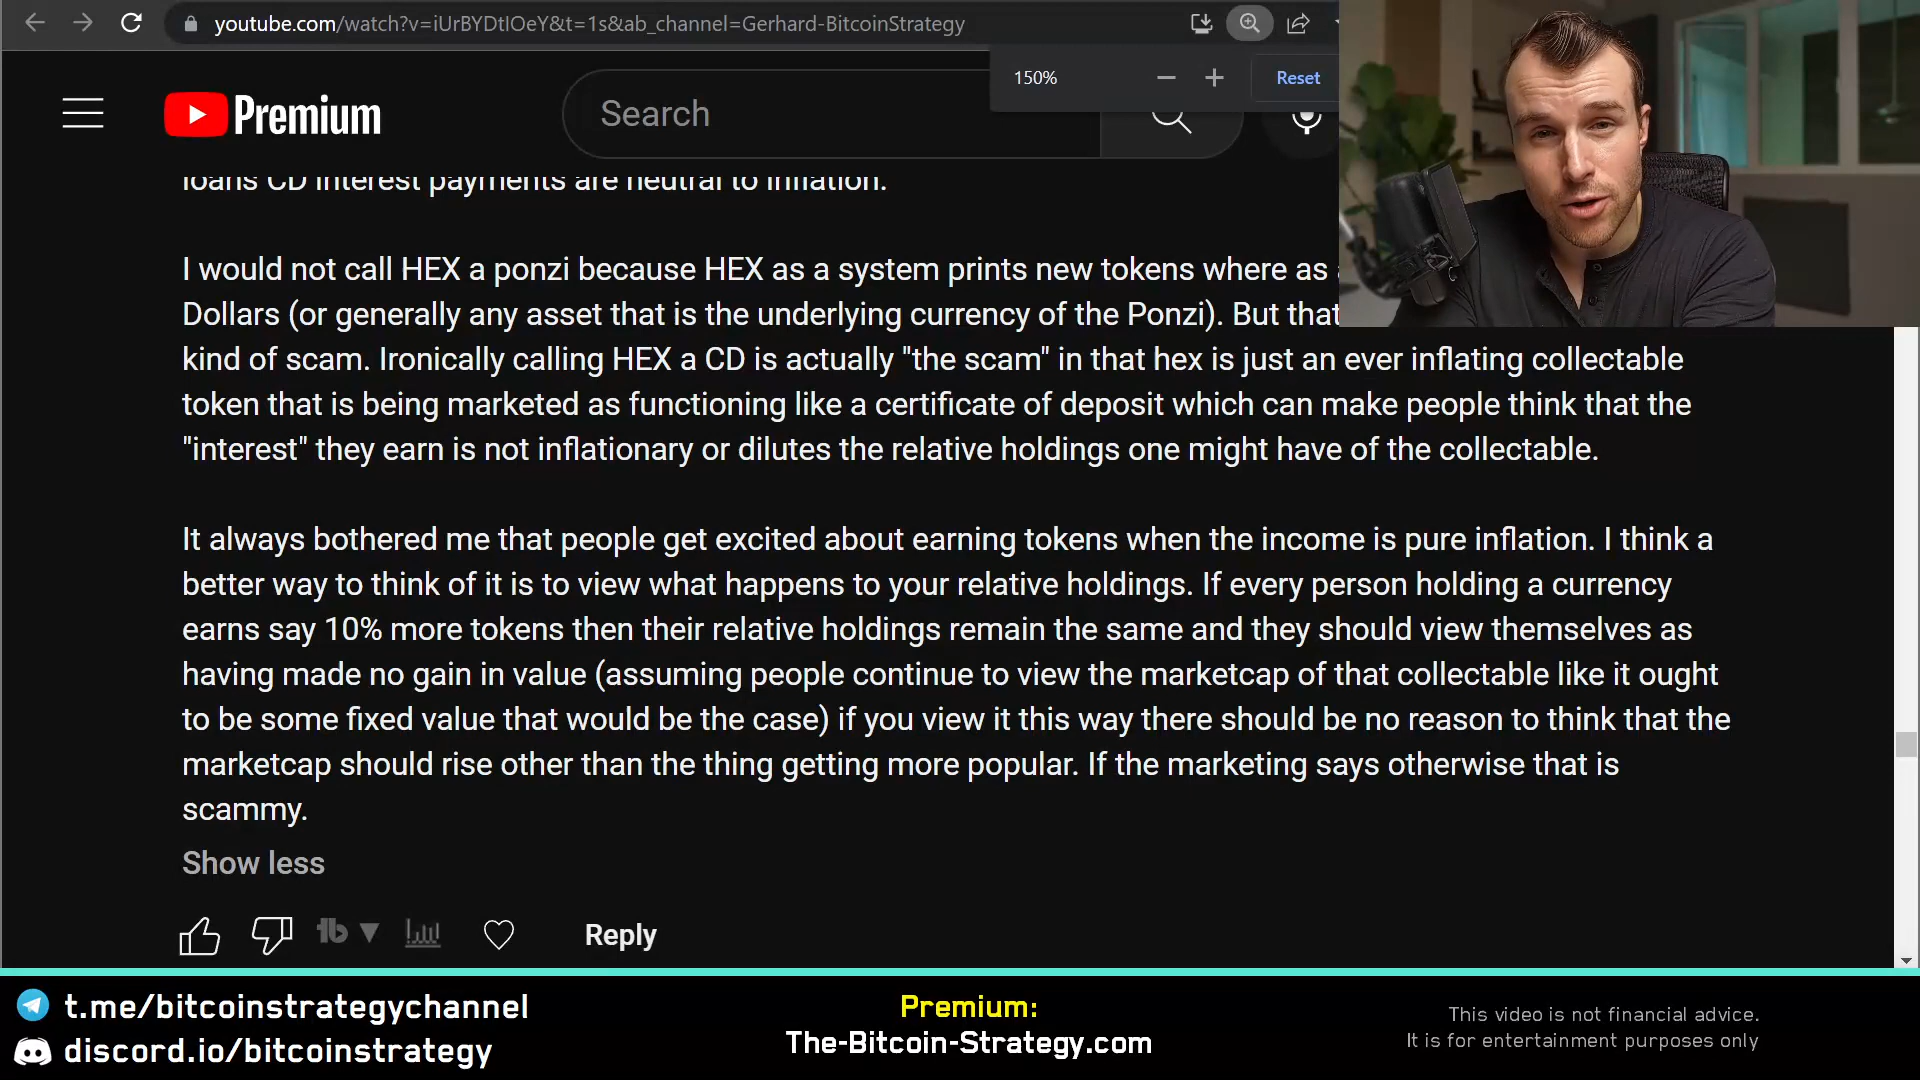 youtube.com/watch?v=iUrBYDtlOeY&t=1s&ab_channel=Gerhard-BitcoinStrategy
150%
Reset
Premium
Search
loans CD interest payments are neutral to inflation.
I would not call HEX a ponzi because HEX as a system prints new tokens where as
Dollars (or generally any asset that is the underlying currency of the Ponzi). But that
kind of scam. Ironically calling HEX a CD is actually "the scam" in that hex is just an ever inflating collectable
token that is being marketed as functioning like a certificate of deposit which can make people think that the
"interest" they earn is not inflationary or dilutes the relative holdings one might have of the collectable.
It always bothered me that people get excited about earning tokens when the income is pure inflation. I think a
better way to think of it is to view what happens to your relative holdings. If every person holding a currency
earns say 10% more tokens then their relative holdings remain the same and they should view themselves as
having made no gain in value (assuming people continue to view the marketcap of that collectable like it ought
to be some fixed value that would be the case) if you view it this way there should be no reason to think that the
marketcap should rise other than the thing getting more popular. If the marketing says otherwise that is
scammy.
Show less
tb
Reply
t.me/bitcoinstrategychannel
discord.io/bitcoinstrategy
Premium:
The-Bitcoin-Strategy.com
This video is not financial advice.
It is for entertainment purposes only